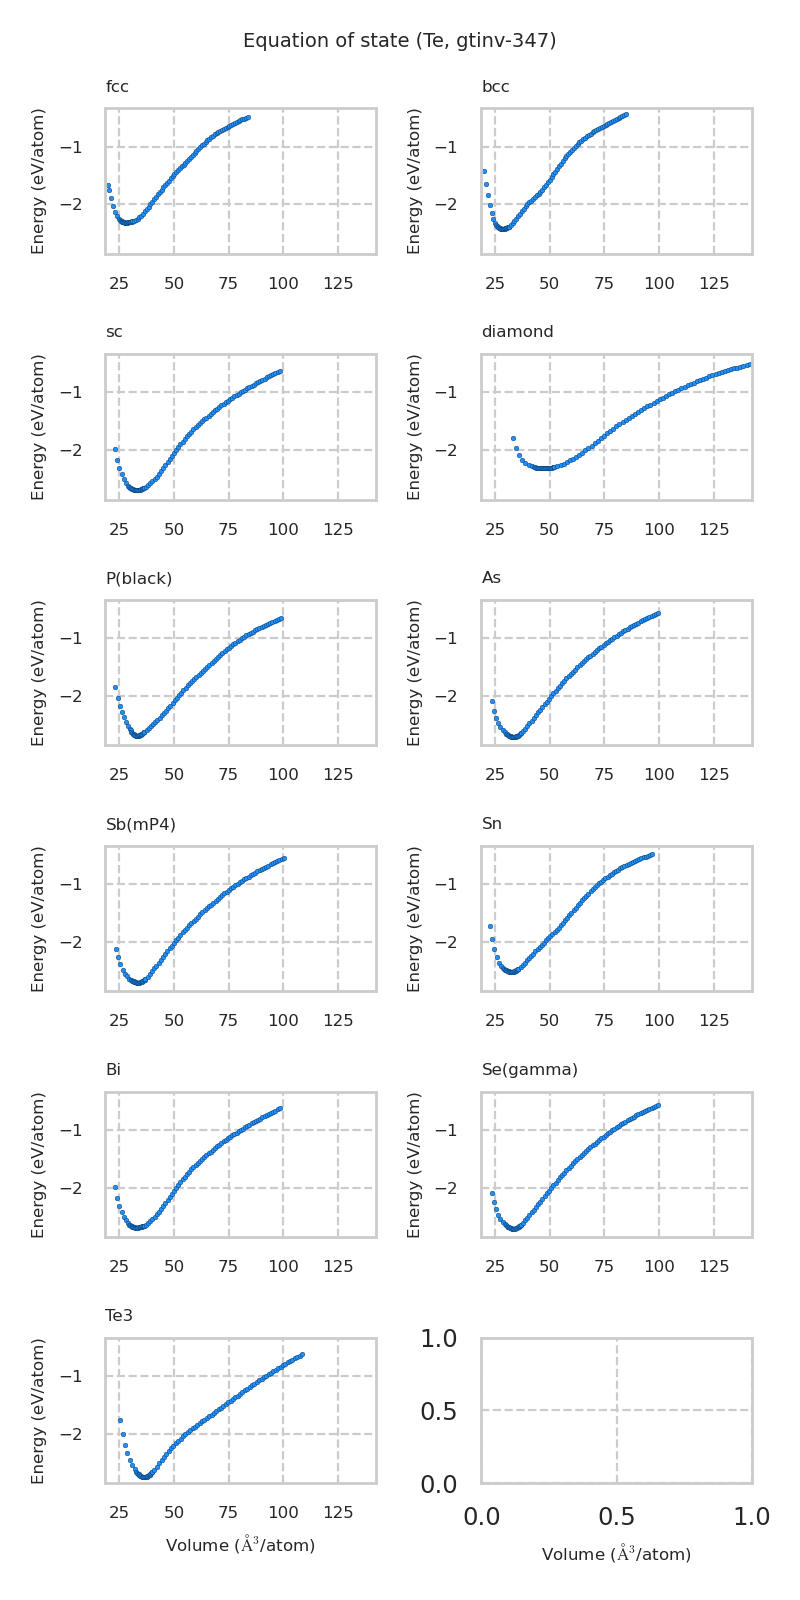 Equation of state (Te, gtinv-347)
fcc
bcc
Energy (eV/atom)
−1
−2
25 50 75 100 125
Energy (eV/atom)
−1
−2
25 50 75 100 125
sc
diamond
Energy (eV/atom)
−1
−2
25 50 75 100 125
Energy (eV/atom)
−1
−2
25 50 75 100 125
P(black)
As
Energy (eV/atom)
−1
−2
25 50 75 100 125
Energy (eV/atom)
−1
−2
25 50 75 100 125
Sb(mP4)
Sn
Energy (eV/atom)
−1
−2
25 50 75 100 125
Energy (eV/atom)
−1
−2
25 50 75 100 125
Bi
Se(gamma)
Energy (eV/atom)
−1
−2
25 50 75 100 125
Energy (eV/atom)
−1
−2
25 50 75 100 125
Te3
Energy (eV/atom)
−1
−2
25 50 75 100 125
Volume (Å³/atom)
1.0
0.5
0.0
0.0 0.5 1.0
Volume (Å³/atom)